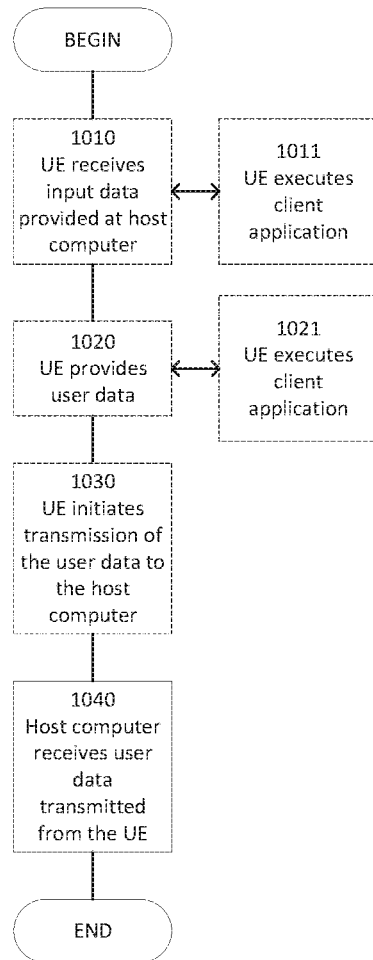 BEGIN
1010
UE receives
input data
provided at host
computer
1011
UE executes
client
application
1020
UE provides
user data
1021
UE executes
client
application
1030
UE initiates
transmission of
the user data to
the host
computer
1040
Host computer
receives user
data
transmitted
from the UE
END